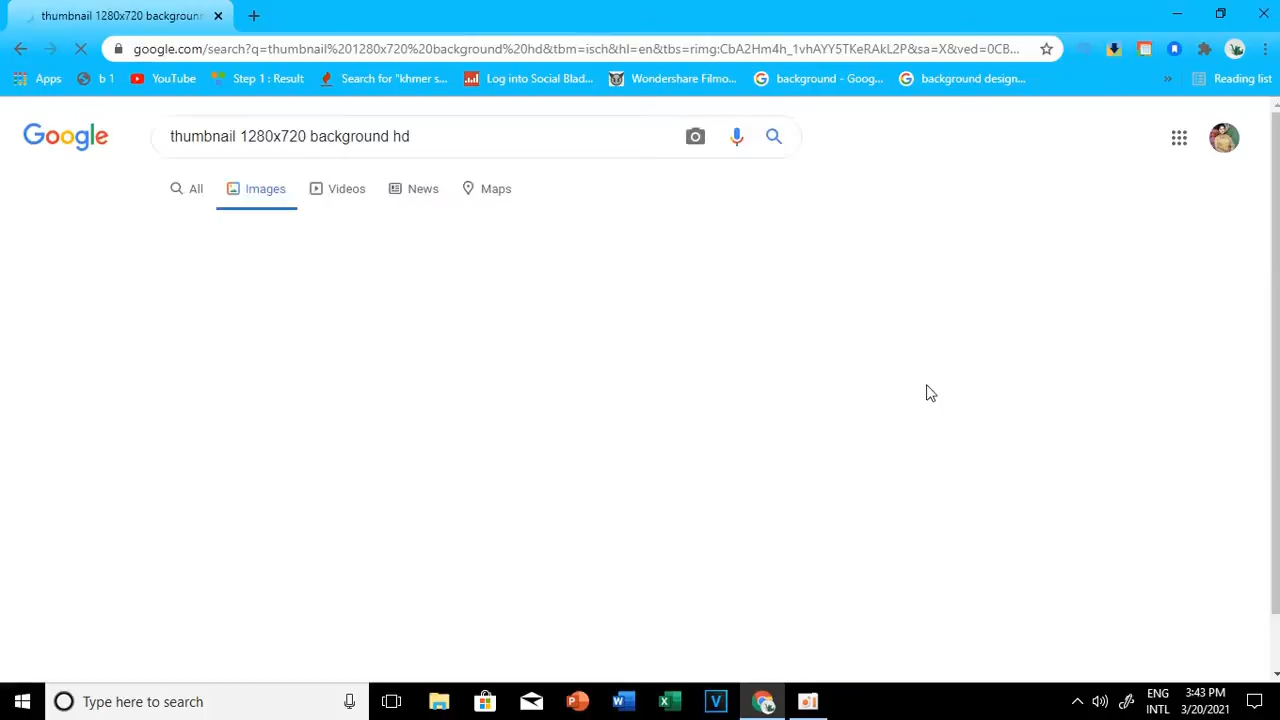 thumbnail 1280x720 backgroun
google.com/search?q=thumbnail%201280x720%20background%20hd&tbm=isch&hl=en&tbs=rimg:CbA2Hm4h_1vhAYY5TKeRAkL2P&sa=X&ved=0CB...
Apps b 1 YouTube Step 1 : Result Search for "khmer s... Log into Social Blad... Wondershare Filmo... background - Goog... background design... » Reading list
Google thumbnail 1280x720 background hd
All Images Videos News Maps
Type here to search
ENG 3:43 PM
INTL 3/20/2021